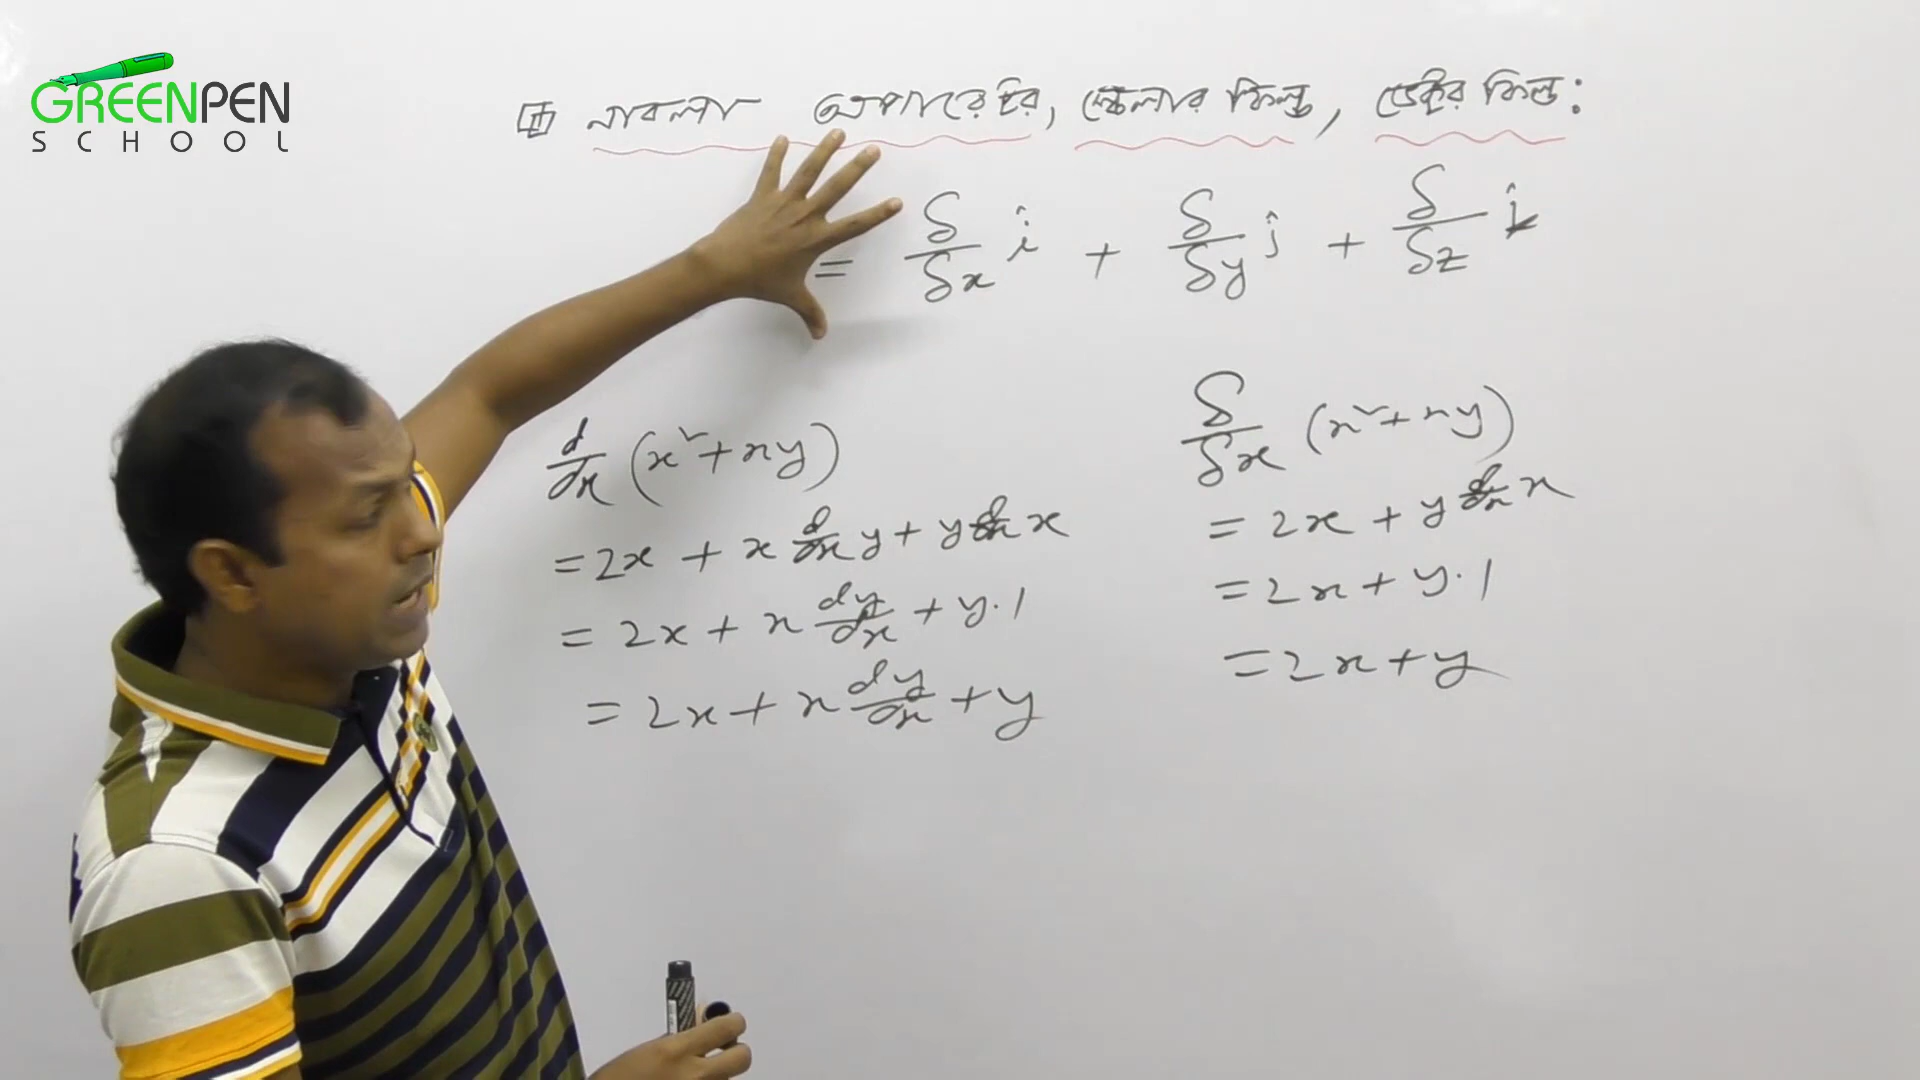 GREENPEN
SCHOOL
নাবলা অপারেটর, স্কেলার ফিল্ড, ভেক্টর ফিল্ড:
= δ/δx î + δ/δy ĵ + δ/δz k̂
d/dx (x² + xy)
= 2x + x d/dx y + y d/dx x
= 2x + x dy/dx + y·1
= 2x + x dy/dx + y
δ/δx (x² + xy)
= 2x + y d/dx x
= 2x + y·1
= 2x + y